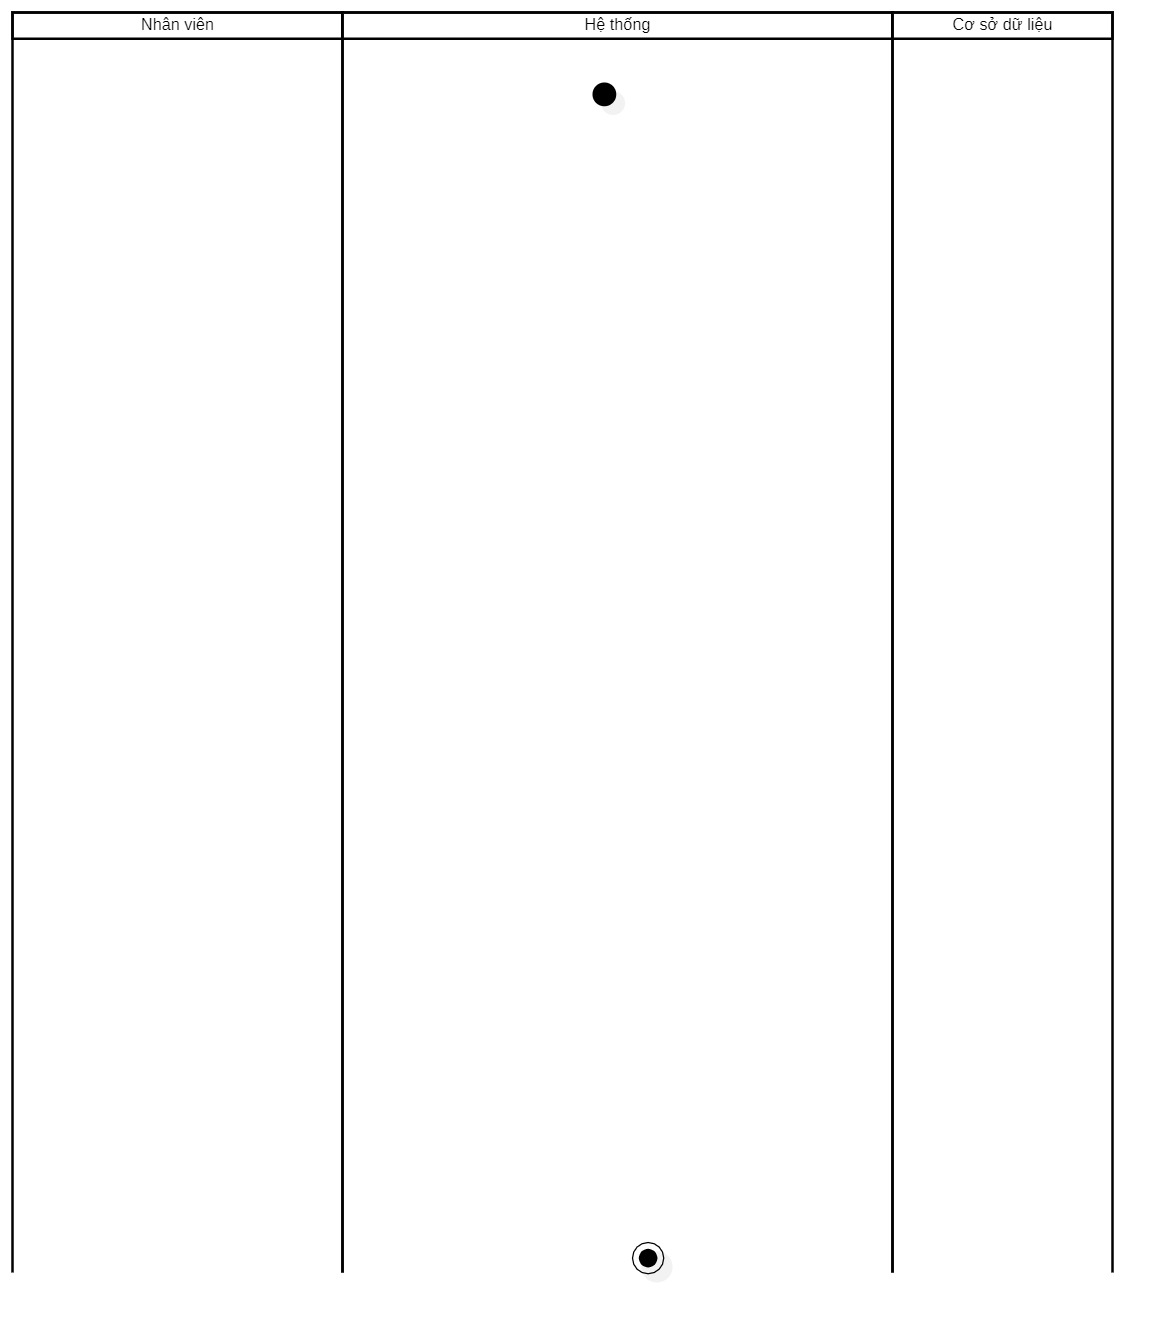 Nhân viên
Hệ thống
Cơ sở dữ liệu